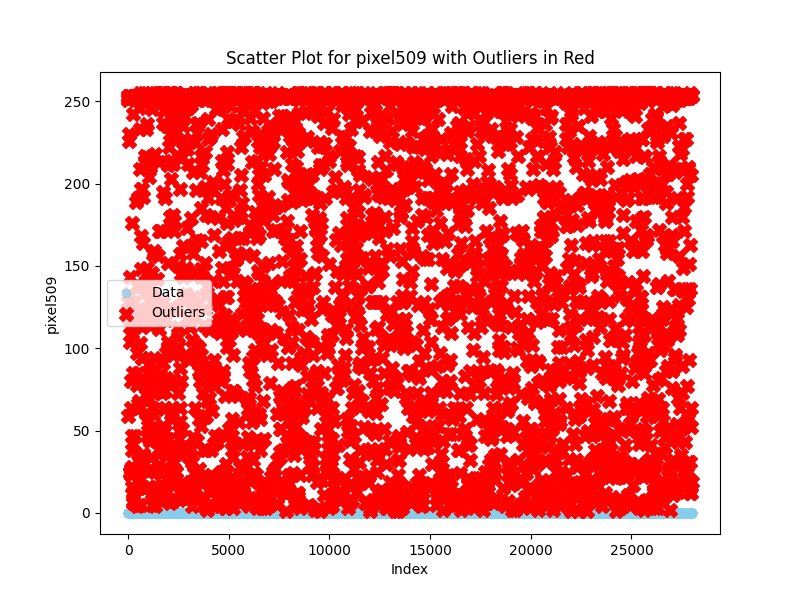 Scatter Plot for pixel509 with Outliers in Red
250
200
150
100
50
0
pixel509
Data
Outliers
0 5000 10000 15000 20000 25000
Index